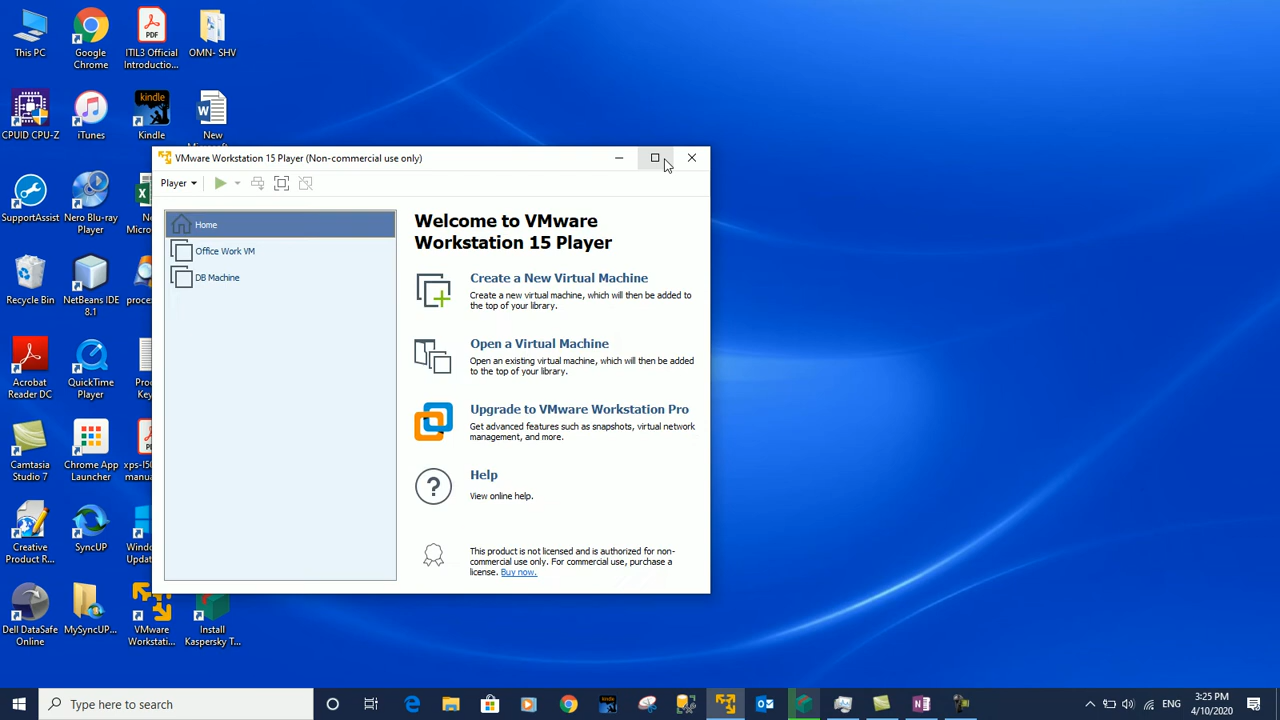 This PC
Google
Chrome
ITIL3 Official
Introductio...
OMN- SHV
CPUID CPU-Z
iTunes
kindle
Kindle
New
VMware Workstation 15 Player (Non-commercial use only)
Player
Home
Office Work VM
DB Machine
Welcome to VMware
Workstation 15 Player
Create a New Virtual Machine
Create a new virtual machine, which will then be added to
the top of your library.
Open a Virtual Machine
Open an existing virtual machine, which will then be added
to the top of your library.
Upgrade to VMware Workstation Pro
Get advanced features such as snapshots, virtual network
management, and more.
Help
View online help.
This product is not licensed and is authorized for non-
commercial use only. For commercial use, purchase a
license. Buy now.
SupportAssist
Nero Blu-ray
Player
Recycle Bin
NetBeans IDE
8.1
Acrobat
Reader DC
QuickTime
Player
Camtasia
Studio 7
Chrome App
Launcher
Creative
Product R...
SyncUP
Dell DataSafe
Online
MySyncUP...
VMware
Workstati...
Install
Kaspersky T...
Type here to search
ENG
3:25 PM
4/10/2020